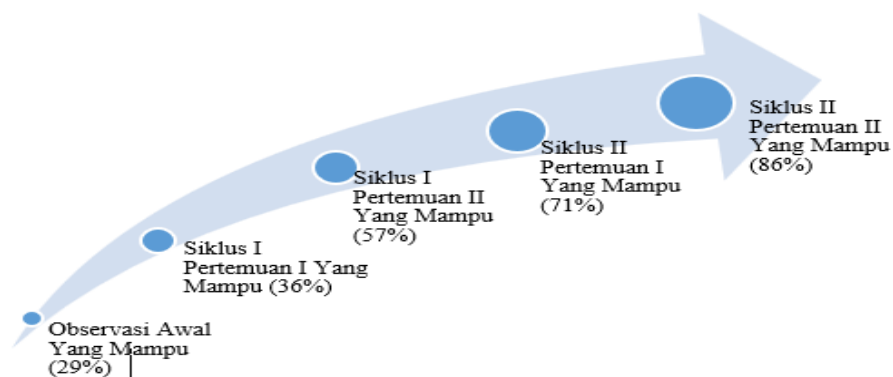 Observasi Awal
Yang Mampu
(29%)
Siklus I
Pertemuan I Yang
Mampu (36%)
Siklus I
Pertemuan II
Yang Mampu
(57%)
Siklus II
Pertemuan I
Yang Mampu
(71%)
Siklus II
Pertemuan II
Yang Mampu
(86%)